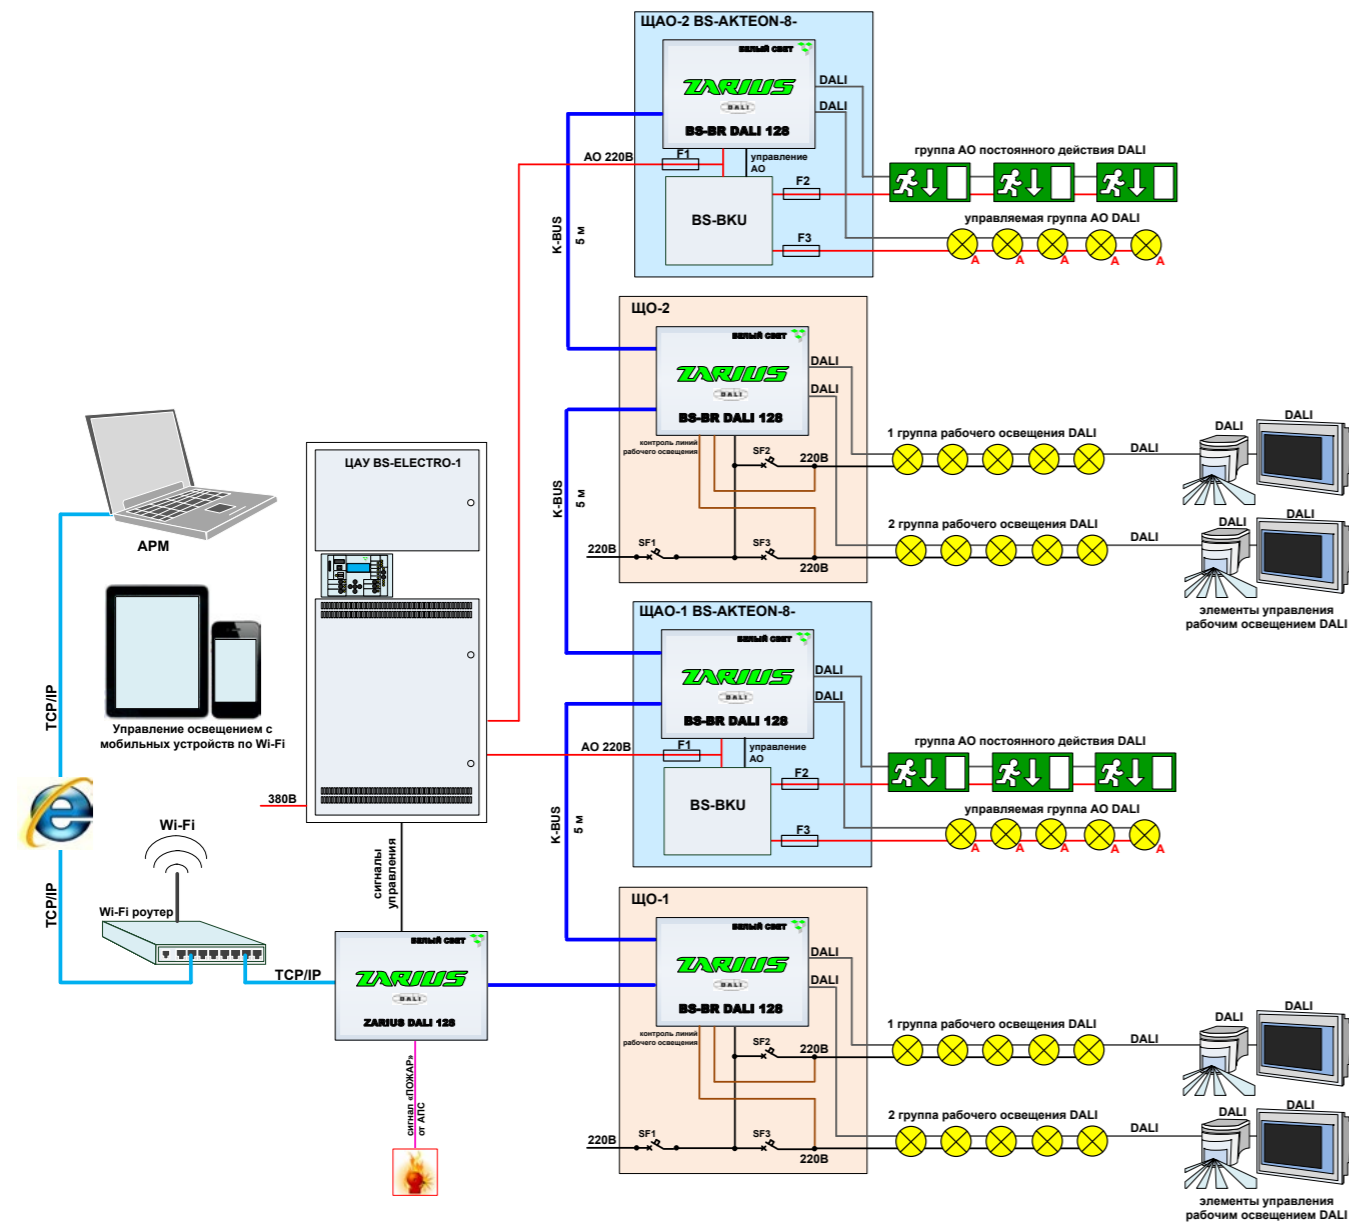 ЩАО-2 BS-AKTEON-8-
БЕЛЫЙ СВЕТ
ZARIUS
DALI
BS-BR DALI 128
DALI
DALI
АО 220В
F1
управление
АО
BS-BKU
F2
F3
группа АО постоянного действия DALI
управляемая группа АО DALI
А
А
А
А
А
K-BUS
5 м
ЩО-2
БЕЛЫЙ СВЕТ
ZARIUS
DALI
BS-BR DALI 128
DALI
DALI
контроль линий
рабочего освещения
SF2
220В
220В
SF1
SF3
220В
1 группа рабочего освещения DALI
DALI
DALI
DALI
2 группа рабочего освещения DALI
DALI
DALI
DALI
элементы управления
рабочим освещением DALI
K-BUS
5 м
ЦАУ BS-ELECTRO-1
АРМ
Управление освещением с
мобильных устройств по Wi-Fi
TCP/IP
380В
ЩАО-1 BS-AKTEON-8-
БЕЛЫЙ СВЕТ
ZARIUS
DALI
BS-BR DALI 128
DALI
DALI
АО 220В
F1
управление
АО
BS-BKU
F2
F3
группа АО постоянного действия DALI
управляемая группа АО DALI
А
А
А
А
А
K-BUS
5 м
Wi-Fi
Wi-Fi роутер
TCP/IP
TCP/IP
сигналы
управления
БЕЛЫЙ СВЕТ
ZARIUS
DALI
ZARIUS DALI 128
сигнал «ПОЖАР»
от АПС
ЩО-1
БЕЛЫЙ СВЕТ
ZARIUS
DALI
BS-BR DALI 128
DALI
DALI
контроль линий
рабочего освещения
SF2
220В
220В
SF1
SF3
220В
1 группа рабочего освещения DALI
DALI
DALI
DALI
2 группа рабочего освещения DALI
DALI
DALI
DALI
элементы управления
рабочим освещением DALI